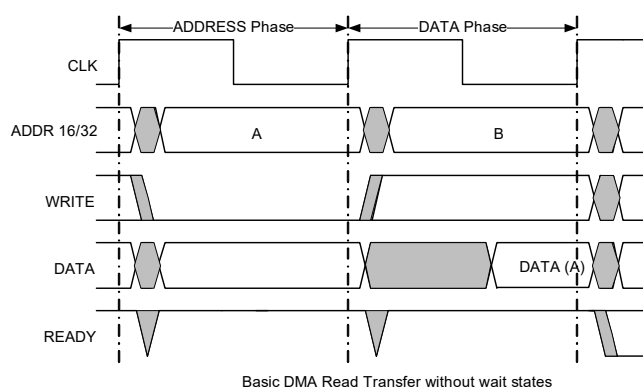 ADDRESS Phase DATA Phase
CLK
ADDR 16/32 A B
WRITE
DATA DATA (A)
READY
Basic DMA Read Transfer without wait states